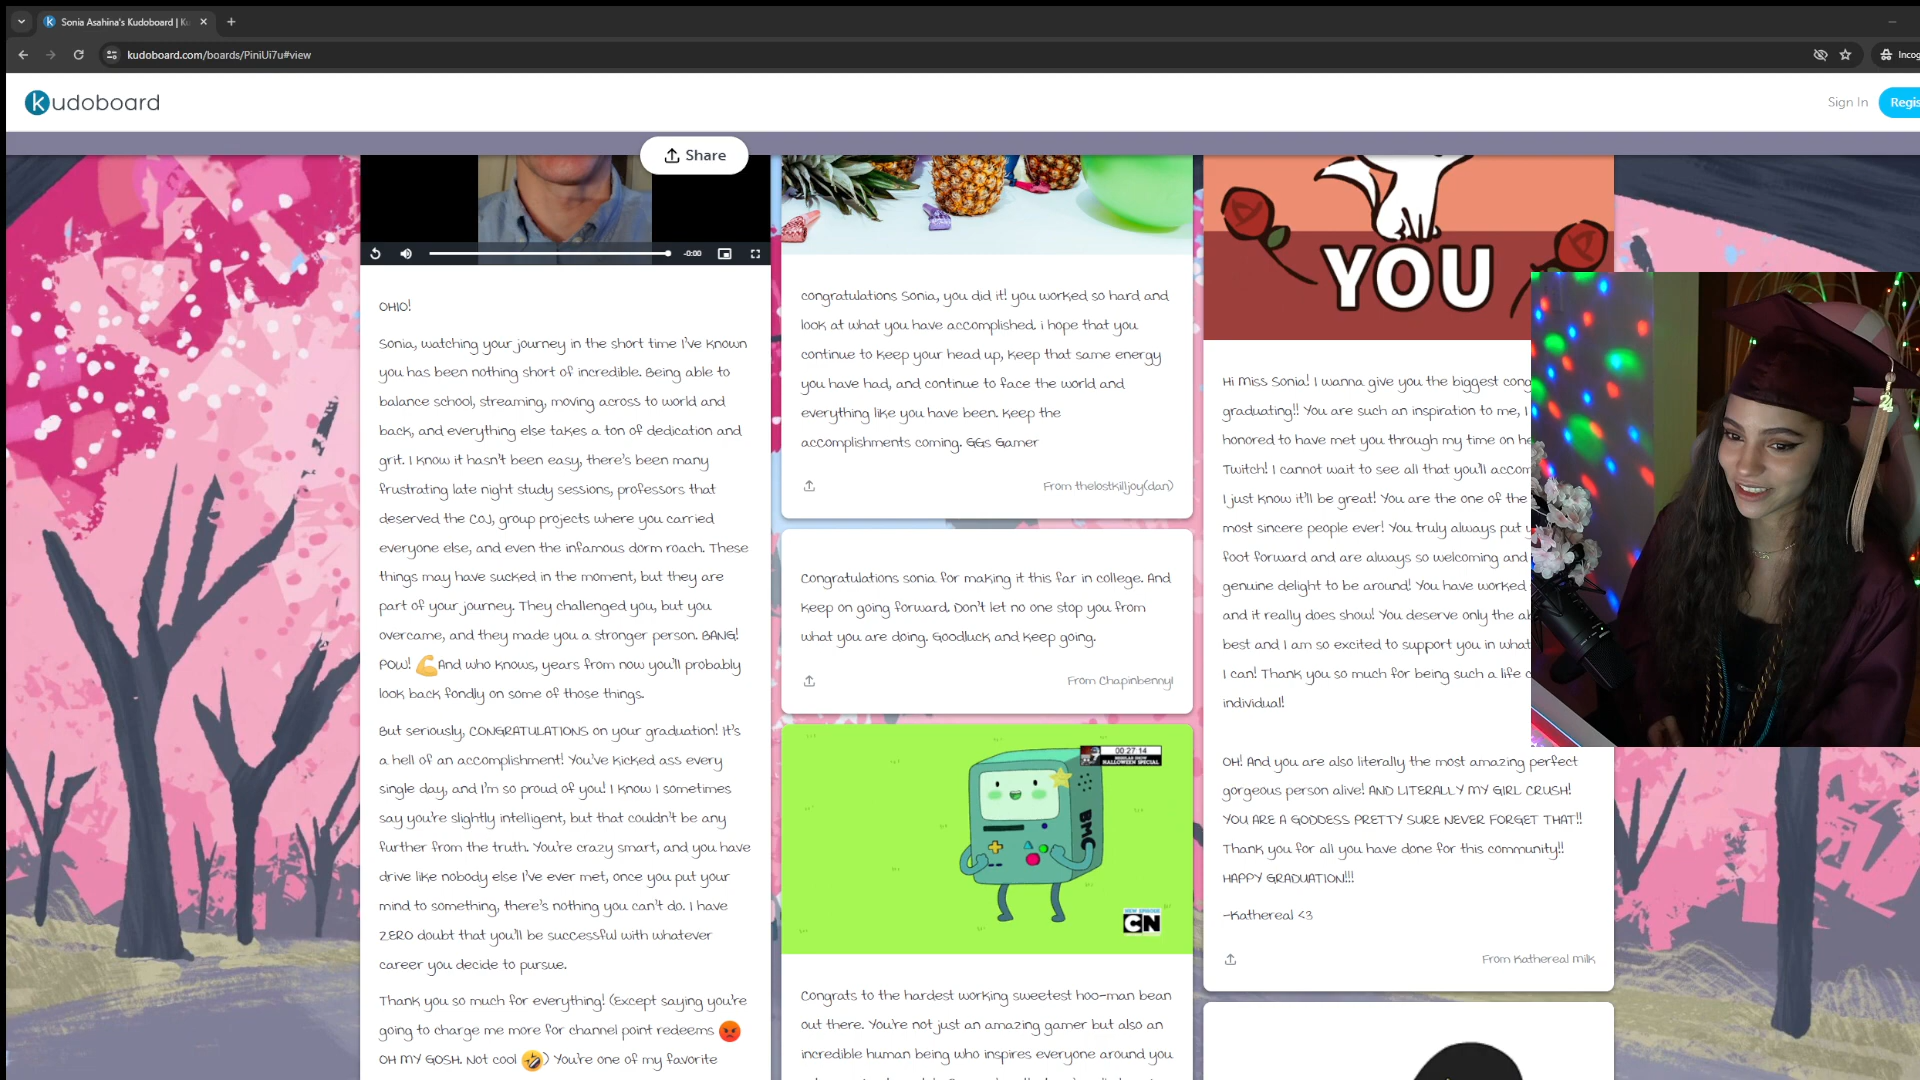 Sonia Asahina's Kudoboard | Ku
kudoboard.com/boards/PiniUi7u#view
Incog
kudoboard
Sign In
Regis
Share
-0:00
OHIO!
Sonia, watching your journey in the short time I've known
you has been nothing short of incredible. Being able to
balance school, streaming, moving across to world and
back, and everything else takes a ton of dedication and
grit. I know it hasn't been easy, there's been many
frustrating late night study sessions, professors that
deserved the COJ, group projects where you carried
everyone else, and even the infamous dorm roach. These
things may have sucked in the moment, but they are
part of your journey. They challenged you, but you
overcame, and they made you a stronger person. BANG!
POW! 💪And who knows, years from now you'll probably
look back fondly on some of those things.
But seriously, CONGRATULATIONS on your graduation! It's
a hell of an accomplishment! You've kicked ass every
single day, and I'm so proud of you! I know I sometimes
say you're slightly intelligent, but that couldn't be any
further from the truth. You're crazy smart, and you have
drive like nobody else I've ever met, once you put your
mind to something, there's nothing you can't do. I have
ZERO doubt that you'll be successful with whatever
career you decide to pursue.
Thank you so much for everything! (Except saying you're
going to charge me more for channel point redeems 😡
OH MY GOSH. Not cool 🤣) You're one of my favorite
congratulations Sonia, you did it! you worked so hard and
look at what you have accomplished. i hope that you
continue to keep your head up, keep that same energy
you have had, and continue to face the world and
everything like you have been. keep the
accomplishments coming. GGs Gamer
From thelostkilljoy(dan)
Congratulations sonia for making it this far in college. And
keep on going forward. Don't let no one stop you from
what you are doing. Goodluck and keep going.
From Chapinbenny1
00:27:14
REGULAR SHOW
HALLOWEEN SPECIAL
BMO
NEW EPISODE
CN
Congrats to the hardest working sweetest hoo-man bean
out there. You're not just an amazing gamer but also an
incredible human being who inspires everyone around you
YOU
Hi Miss Sonia! I wanna give you the biggest cong
graduating!! You are such an inspiration to me, I
honored to have met you through my time on he
Twitch! I cannot wait to see all that you'll accom
I just know it'll be great! You are the one of the
most sincere people ever! You truly always put y
foot forward and are always so welcoming and
genuine delight to be around! You have worked
and it really does show! You deserve only the ab
best and I am so excited to support you in what
I can! Thank you so much for being such a life c
individual!
OH! And you are also literally the most amazing perfect
gorgeous person alive! AND LITERALLY MY GIRL CRUSH!
YOU ARE A GODDESS PRETTY SURE NEVER FORGET THAT!!
Thank you for all you have done for this community!!
HAPPY GRADUATION!!!
-Kathereal <3
From Kathereal Milk